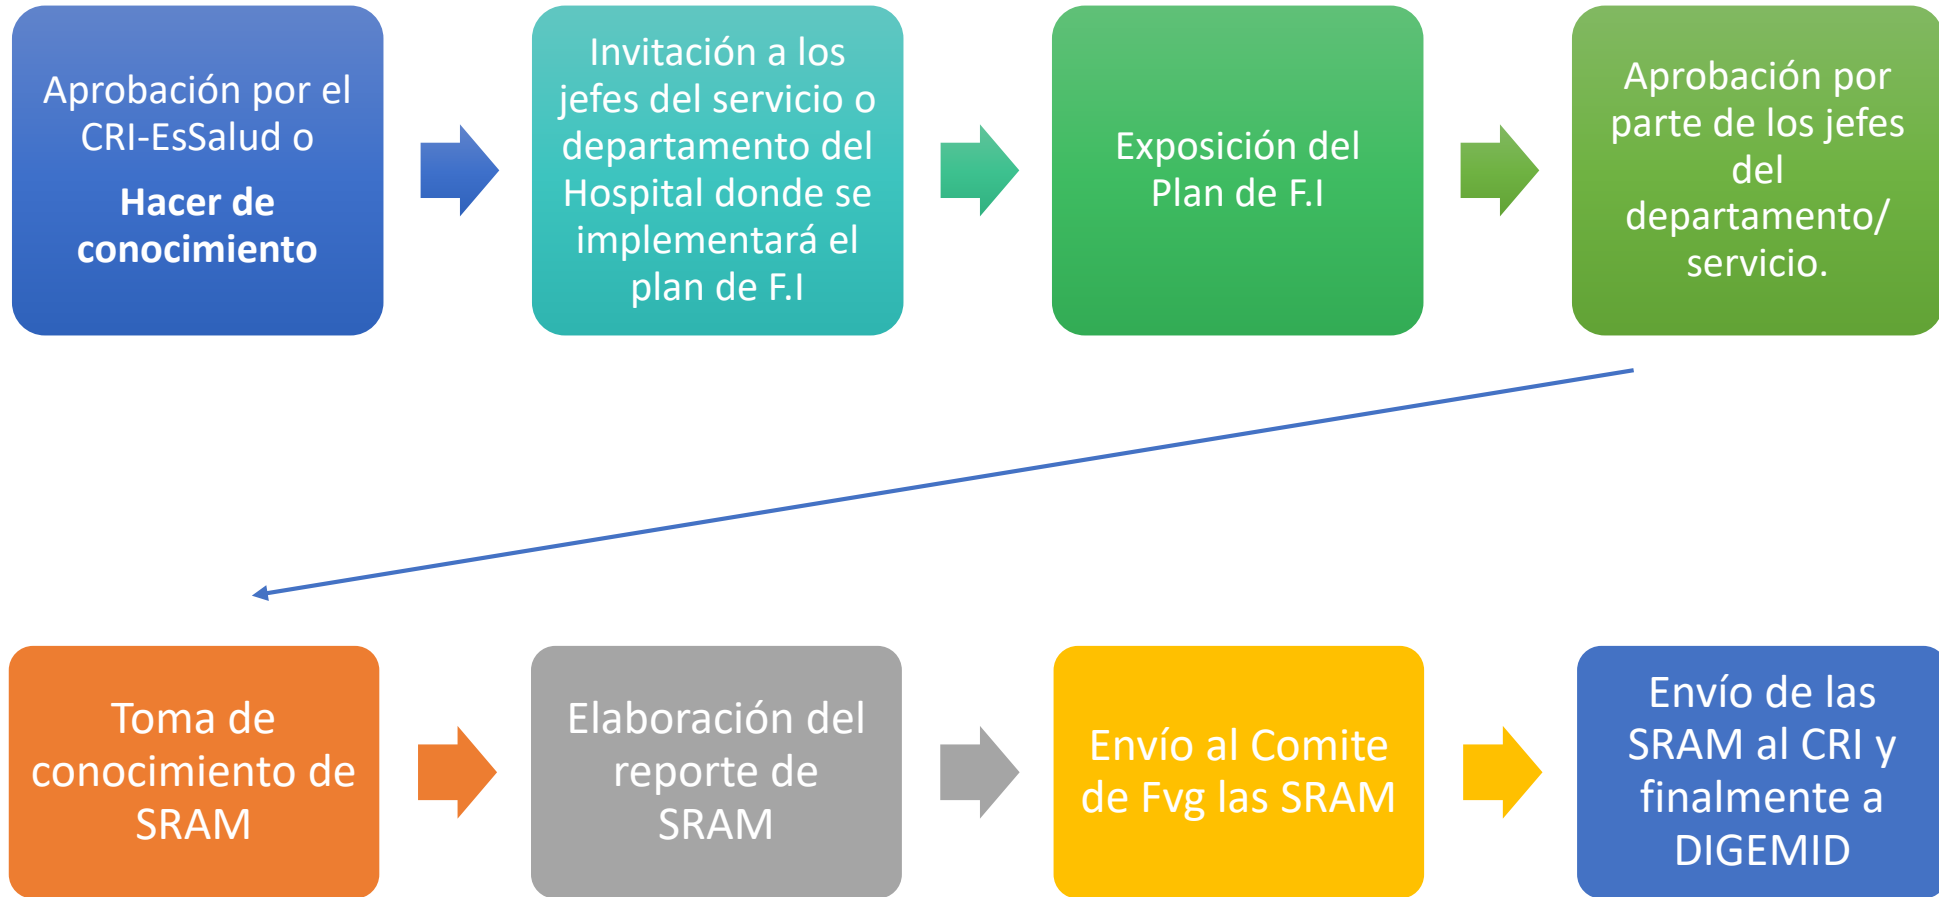 Aprobación por el
CRI-EsSalud o
Hacer de
conocimiento
Invitación a los
jefes del servicio o
departamento del
Hospital donde se
implementará el
plan de F.I
Exposición del
Plan de F.I
Aprobación por
parte de los jefes
del
departamento/
servicio.
Toma de
conocimiento de
SRAM
Elaboración del
reporte de
SRAM
Envío al Comite
de Fvg las SRAM
Envío de las
SRAM al CRI y
finalmente a
DIGEMID